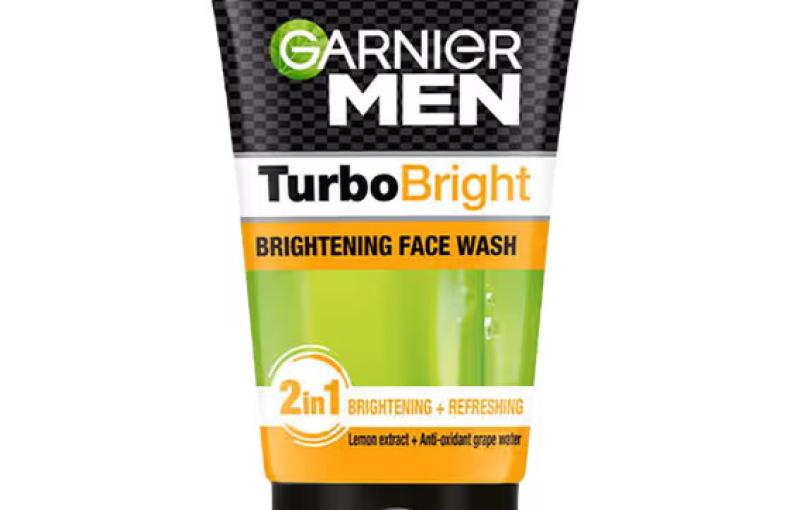 GARNIER
MEN
TurboBright
BRIGHTENING FACE WASH
2in1
BRIGHTENING + REFRESHING
Lemon extract + Anti-oxidant grape water